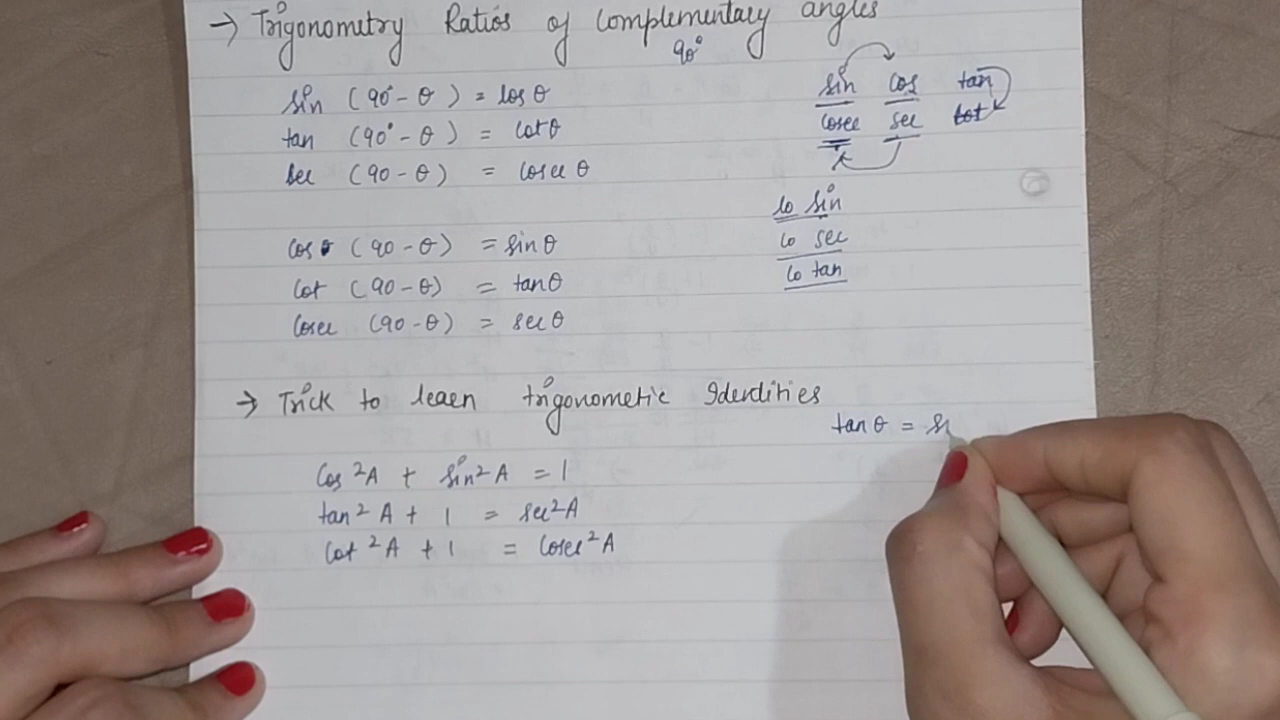 → Trigonometry Ratios of Complementary angles
90°
sin (90° - θ) = cos θ
tan (90° - θ) = cot θ
sec (90 - θ) = cosec θ
cos (90 - θ) = sin θ
cot (90 - θ) = tan θ
cosec (90 - θ) = sec θ
sin cos tan
cosec sec cot
co sin
co sec
co tan
→ Trick to learn trigonometric Idendities
tan θ = si
cos²A + sin²A = 1
tan²A + 1 = sec²A
cot²A + 1 = cosec²A